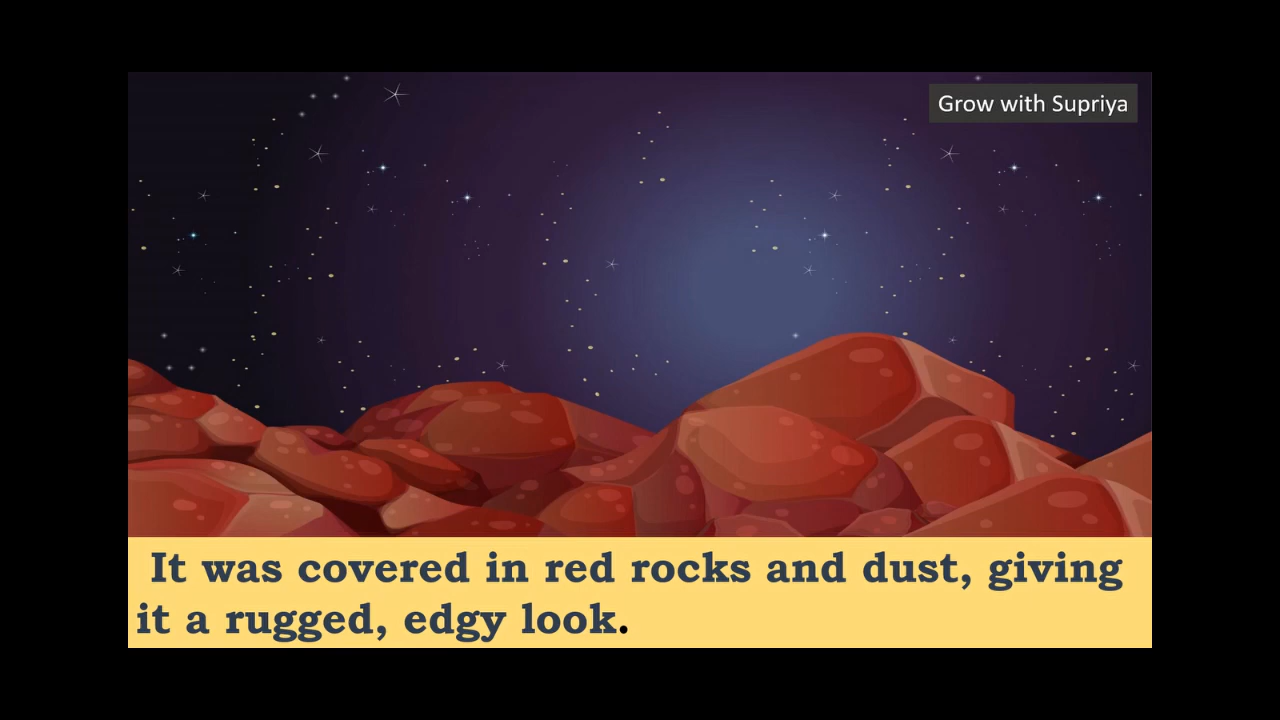 Grow with Supriya
It was covered in red rocks and dust, giving
it a rugged, edgy look.